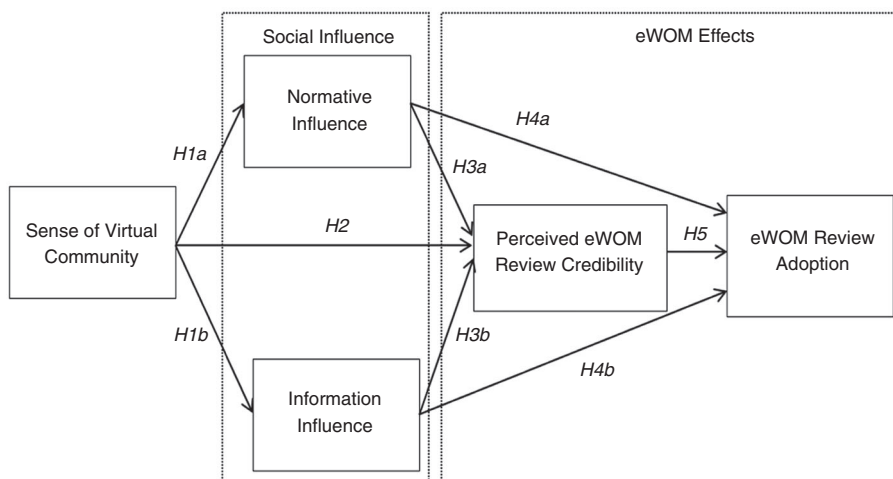 Social Influence
eWOM Effects
Normative
Influence
H4a
H1a
H3a
Sense of Virtual
Community
H2
Perceived eWOM
Review Credibility
H5
eWOM Review
Adoption
H1b
H3b
H4b
Information
Influence